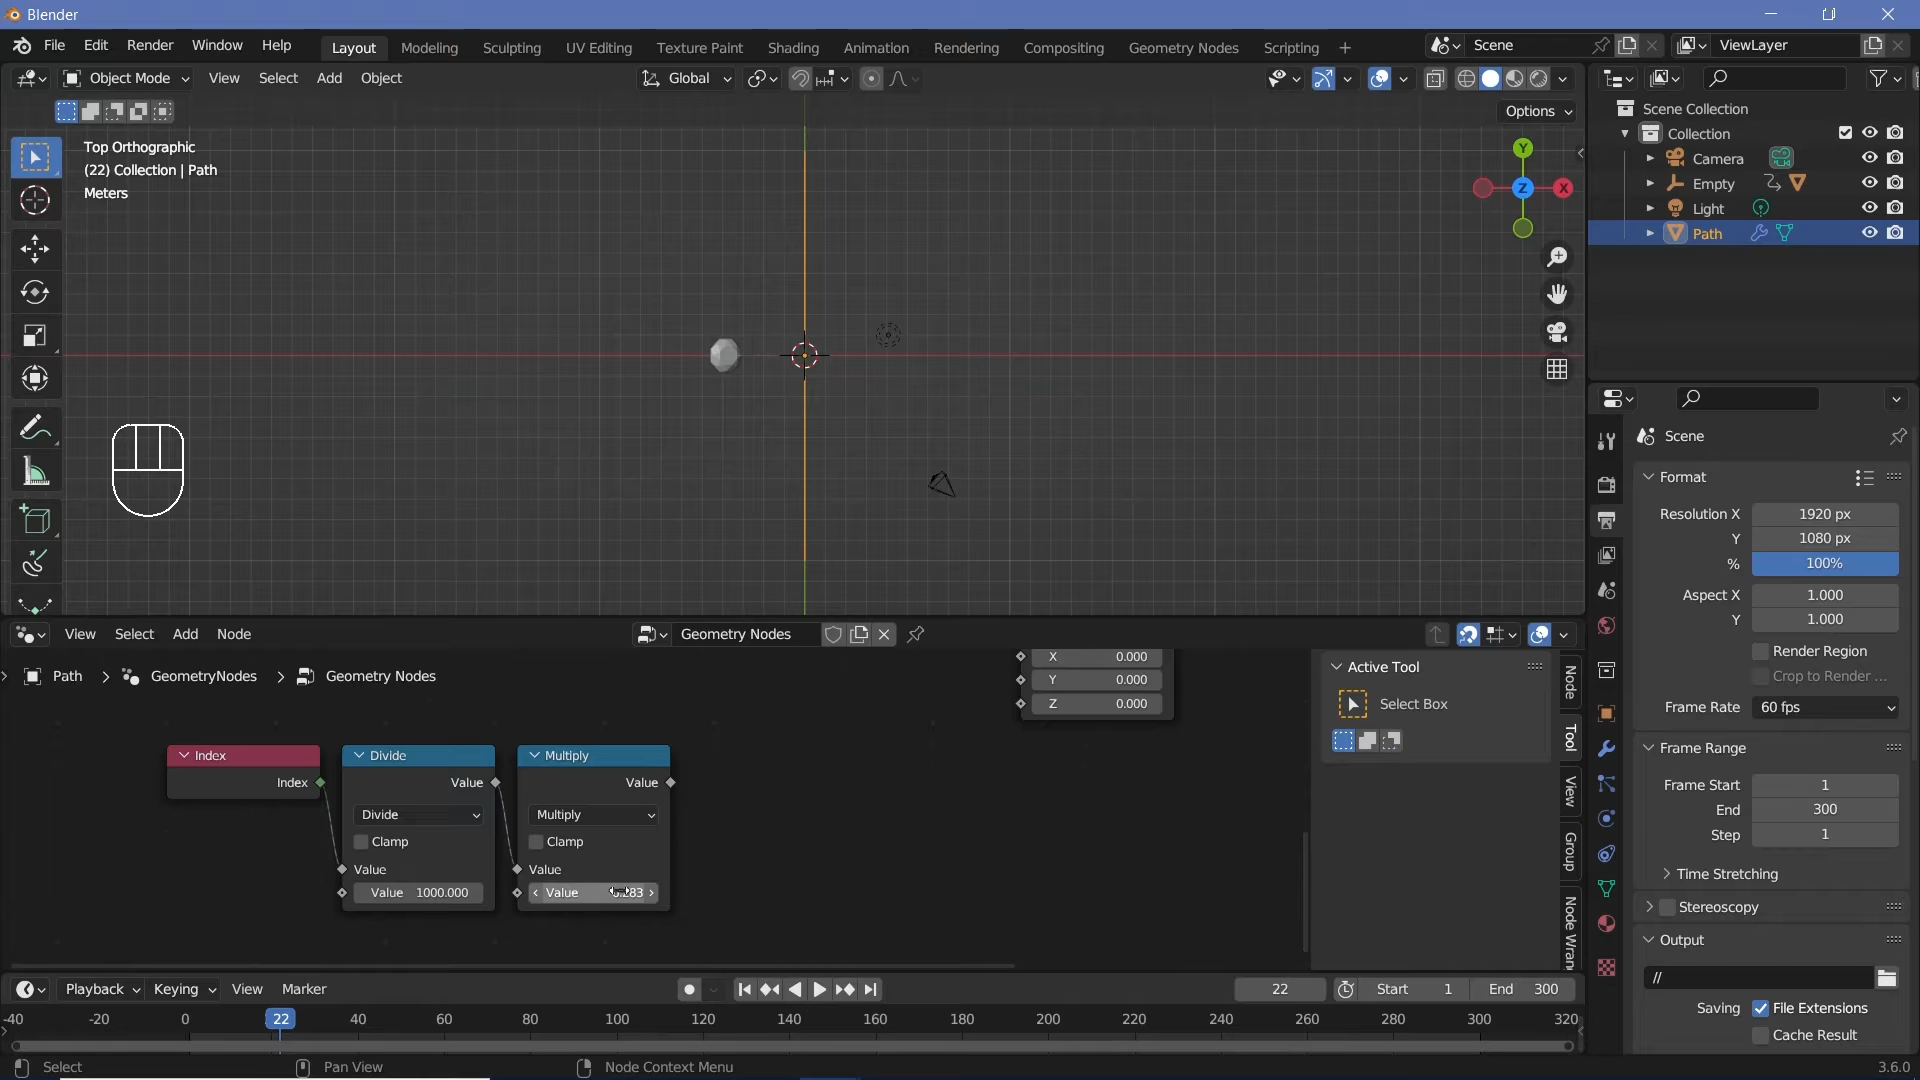 Blender
File Edit Render Window Help Layout Modeling Sculpting UV Editing Texture Paint Shading Animation Rendering Compositing Geometry Nodes Scripting + Scene ViewLayer
Object Mode View Select Add Object Global
Options
Top Orthographic
(22) Collection | Path
Meters
Y
Z
X
Scene Collection
Collection
Camera
Empty
Light
Path
Scene
Format
Resolution X 1920 px
Y 1080 px
% 100%
Aspect X 1.000
Y 1.000
Render Region
Crop to Render ...
Frame Rate 60 fps
Frame Range
Frame Start 1
End 300
Step 1
Time Stretching
Stereoscopy
Output
//
Saving File Extensions
Cache Result
View Select Add Node Geometry Nodes
Path > GeometryNodes > Geometry Nodes
X 0.000
Y 0.000
Z 0.000
Index
Index
Divide
Value
Divide
Clamp
Value
Value 1000.000
Multiply
Value
Multiply
Clamp
Value
Value
Active Tool
Select Box
Node
Tool
View
Group
Node Wrang
Playback Keying View Marker 22 Start 1 End 300
-40 -20 0 22 40 60 80 100 120 140 160 180 200 220 240 260 280 300 320
Select Pan View Node Context Menu 3.6.0